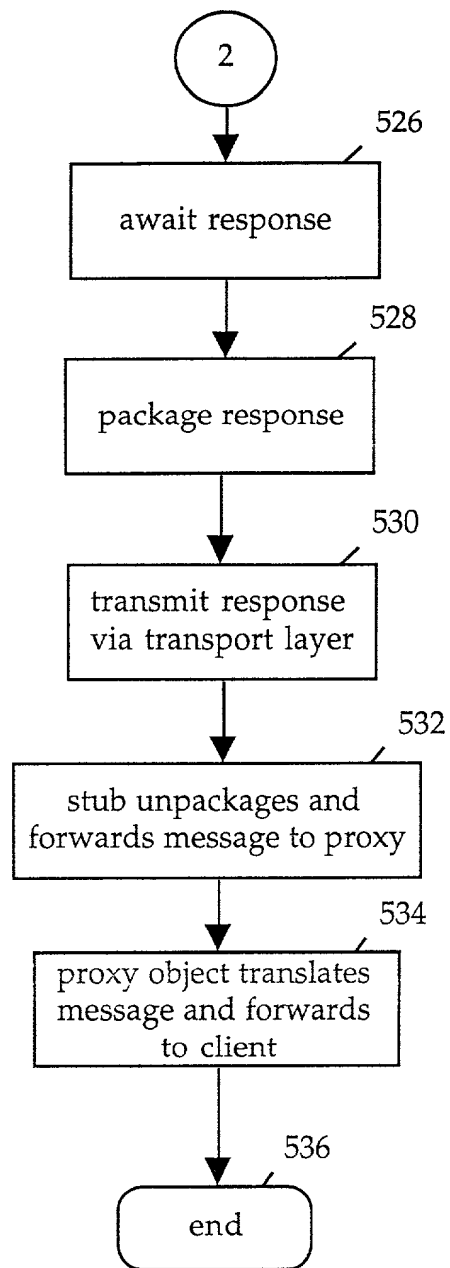 2
526
await response
528
package response
530
transmit response
via transport layer
532
stub unpackages and
forwards message to proxy
534
proxy object translates
message and forwards
to client
536
end